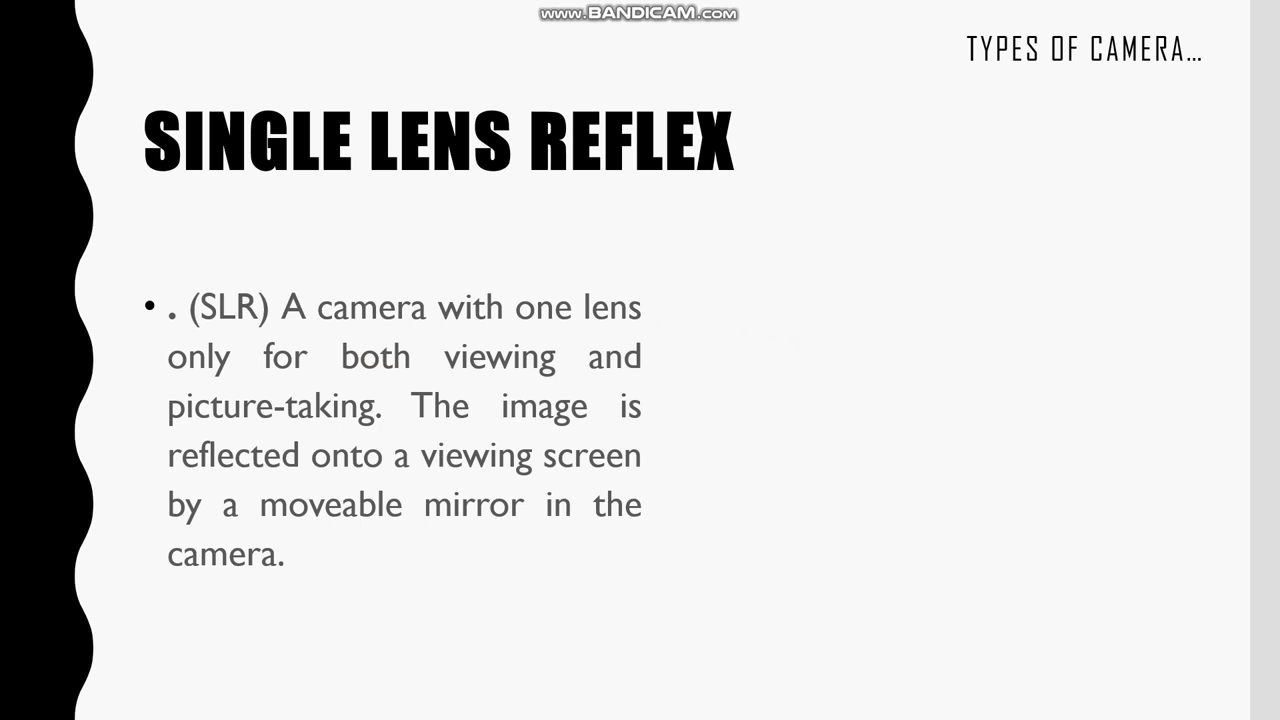 www.BANDICAM.com
TYPES OF CAMERA...
SINGLE LENS REFLEX
• . (SLR) A camera with one lens
only for both viewing and
picture-taking. The image is
reflected onto a viewing screen
by a moveable mirror in the
camera.